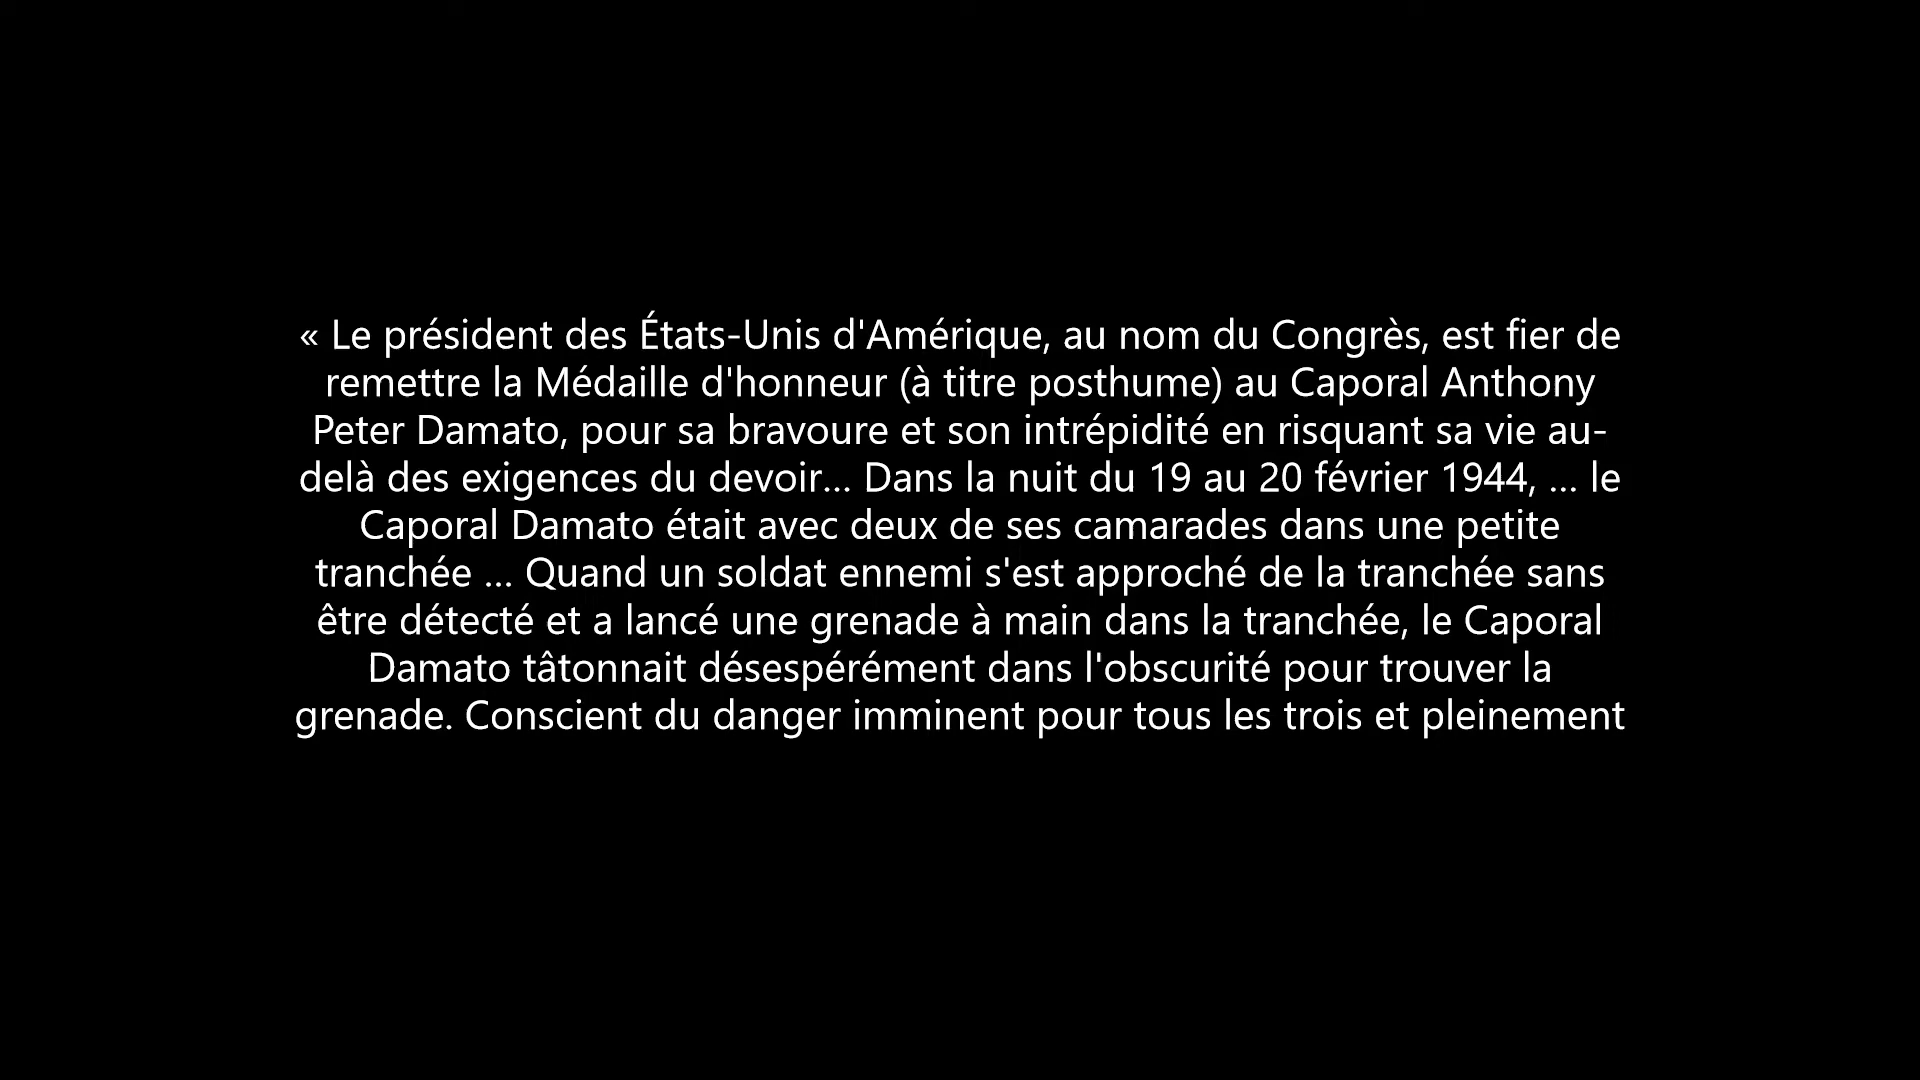 « Le président des États-Unis d'Amérique, au nom du Congrès, est fier de
remettre la Médaille d'honneur (à titre posthume) au Caporal Anthony
Peter Damato, pour sa bravoure et son intrépidité en risquant sa vie au-
delà des exigences du devoir... Dans la nuit du 19 au 20 février 1944, ... le
Caporal Damato était avec deux de ses camarades dans une petite
tranchée ... Quand un soldat ennemi s'est approché de la tranchée sans
être détecté et a lancé une grenade à main dans la tranchée, le Caporal
Damato tâtonnait désespérément dans l'obscurité pour trouver la
grenade. Conscient du danger imminent pour tous les trois et pleinement